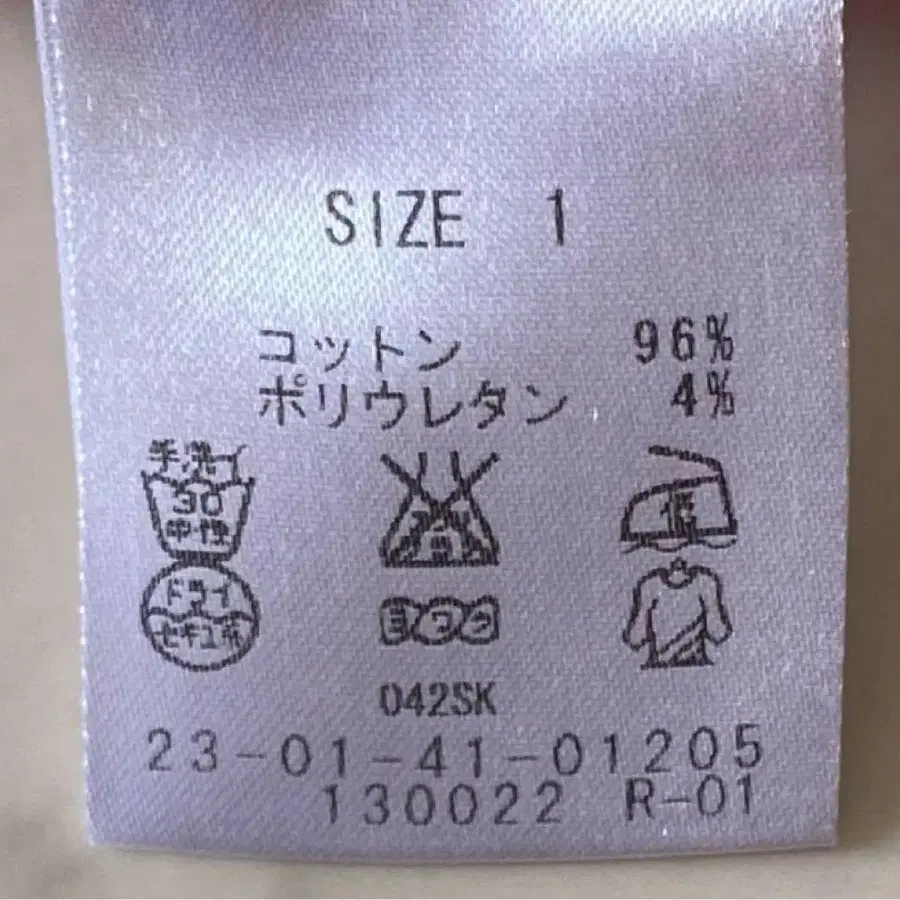 SIZE 1
コットン 96%
ポリウレタン 4%
手洗イ
30
中性
低
ドライ
セキユ系
ヨワク
042SK
23-01-41-01205
130022 R-01